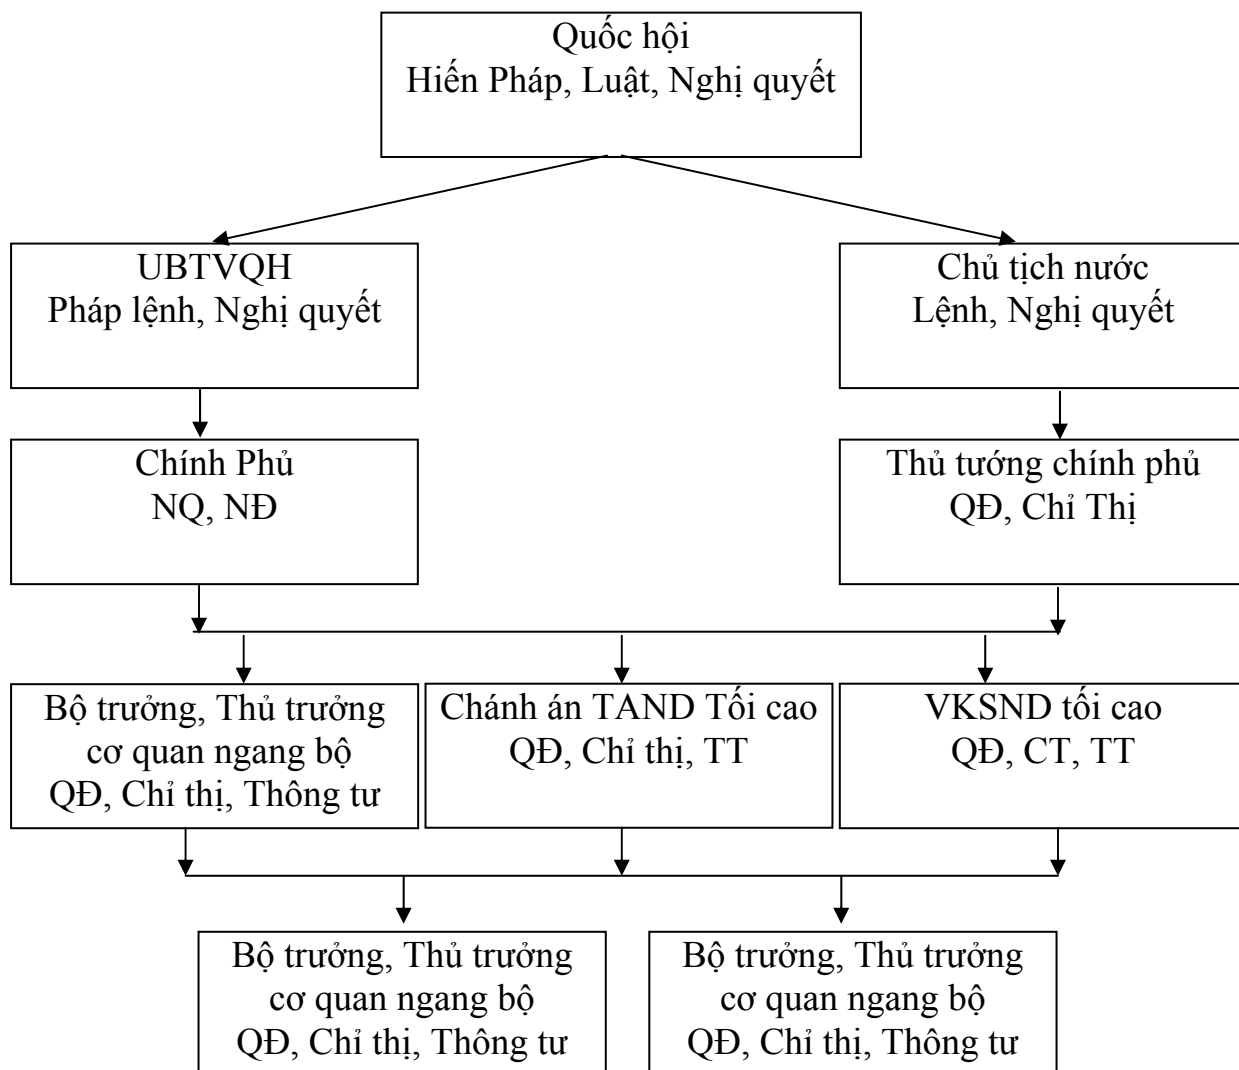 Quốc hội
Hiến Pháp, Luật, Nghị quyết
UBTVQH
Pháp lệnh, Nghị quyết
Chủ tịch nước
Lệnh, Nghị quyết
Chính Phủ
NQ, NĐ
Thủ tướng chính phủ
QĐ, Chỉ Thị
Bộ trưởng, Thủ trưởng
cơ quan ngang bộ
QĐ, Chỉ thị, Thông tư
Chánh án TAND Tối cao
QĐ, Chỉ thị, TT
VKSND tối cao
QĐ, CT, TT
Bộ trưởng, Thủ trưởng
cơ quan ngang bộ
QĐ, Chỉ thị, Thông tư
Bộ trưởng, Thủ trưởng
cơ quan ngang bộ
QĐ, Chỉ thị, Thông tư